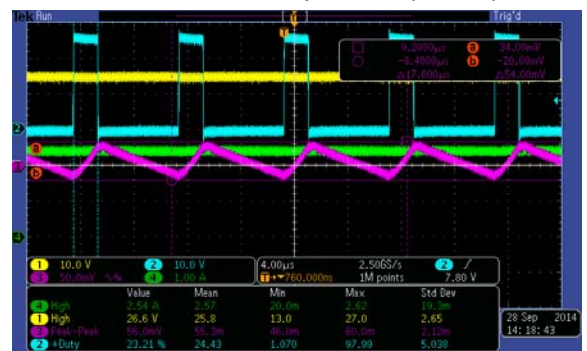 Tek Run
Trig'd
U
T
9.2000µs a 34.00mV
-8.4000µs b -20.00mV
△17.600µs △54.00mV
2
a
3
b
4
1 10.0 V 2 10.0 V 4.00µs 2.50GS/s 2
3 50.0mV 4 1.00 A T→▼760.000ns 1M points 7.80 V
Value Mean Min Max Std Dev
4 High 2.54 A 2.57 20.0m 2.62 19.3m
1 High 26.6 V 25.8 13.0 27.0 2.65
3 Peak-Peak 56.0mV 55.3m 46.0m 60.0m 2.12m
2 +Duty 23.21 % 24.43 1.070 97.99 5.038
28 Sep 2014
14:18:43